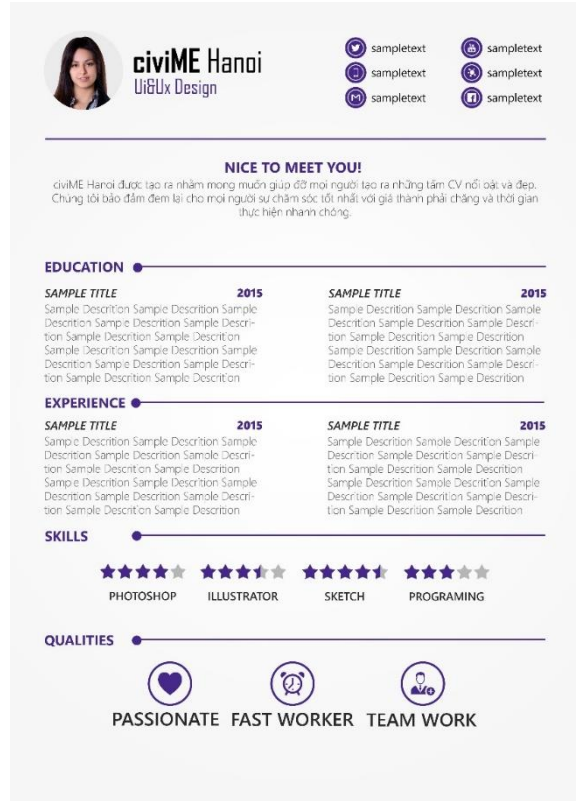 civiME Hanoi
Ui&Ux Design
sampletext
sampletext
sampletext
sampletext
sampletext
sampletext
NICE TO MEET YOU!
civiME Hanoi được tạo ra nhằm mong muốn giúp đỡ mọi người tạo ra những tấm CV nổi bật và đẹp.
Chúng tôi bảo đảm đem lại cho mọi người sự chăm sóc tốt nhất với giá thành phải chăng và thời gian
thực hiện nhanh chóng.
EDUCATION
SAMPLE TITLE 2015
Sample Descrition Sample Descrition Sample
Descrition Sample Descrition Sample Descri-
tion Sample Descrition Sample Descrition
Sample Descrition Sample Descrition Sample
Descrition Sample Descrition Sample Descri-
tion Sample Descrition Sample Descrition
SAMPLE TITLE 2015
Sample Descrition Sample Descrition Sample
Descrition Sample Descrition Sample Descri-
tion Sample Descrition Sample Descrition
Sample Descrition Sample Descrition Sample
Descrition Sample Descrition Sample Descri-
tion Sample Descrition Sample Descrition
EXPERIENCE
SAMPLE TITLE 2015
Sample Descrition Sample Descrition Sample
Descrition Sample Descrition Sample Descri-
tion Sample Descrition Sample Descrition
Sample Descrition Sample Descrition Sample
Descrition Sample Descrition Sample Descri-
tion Sample Descrition Sample Descrition
SAMPLE TITLE 2015
Sample Descrition Sample Descrition Sample
Descrition Sample Descrition Sample Descri-
tion Sample Descrition Sample Descrition
Sample Descrition Sample Descrition Sample
Descrition Sample Descrition Sample Descri-
tion Sample Descrition Sample Descrition
SKILLS
PHOTOSHOP ILLUSTRATOR SKETCH PROGRAMING
QUALITIES
PASSIONATE FAST WORKER TEAM WORK